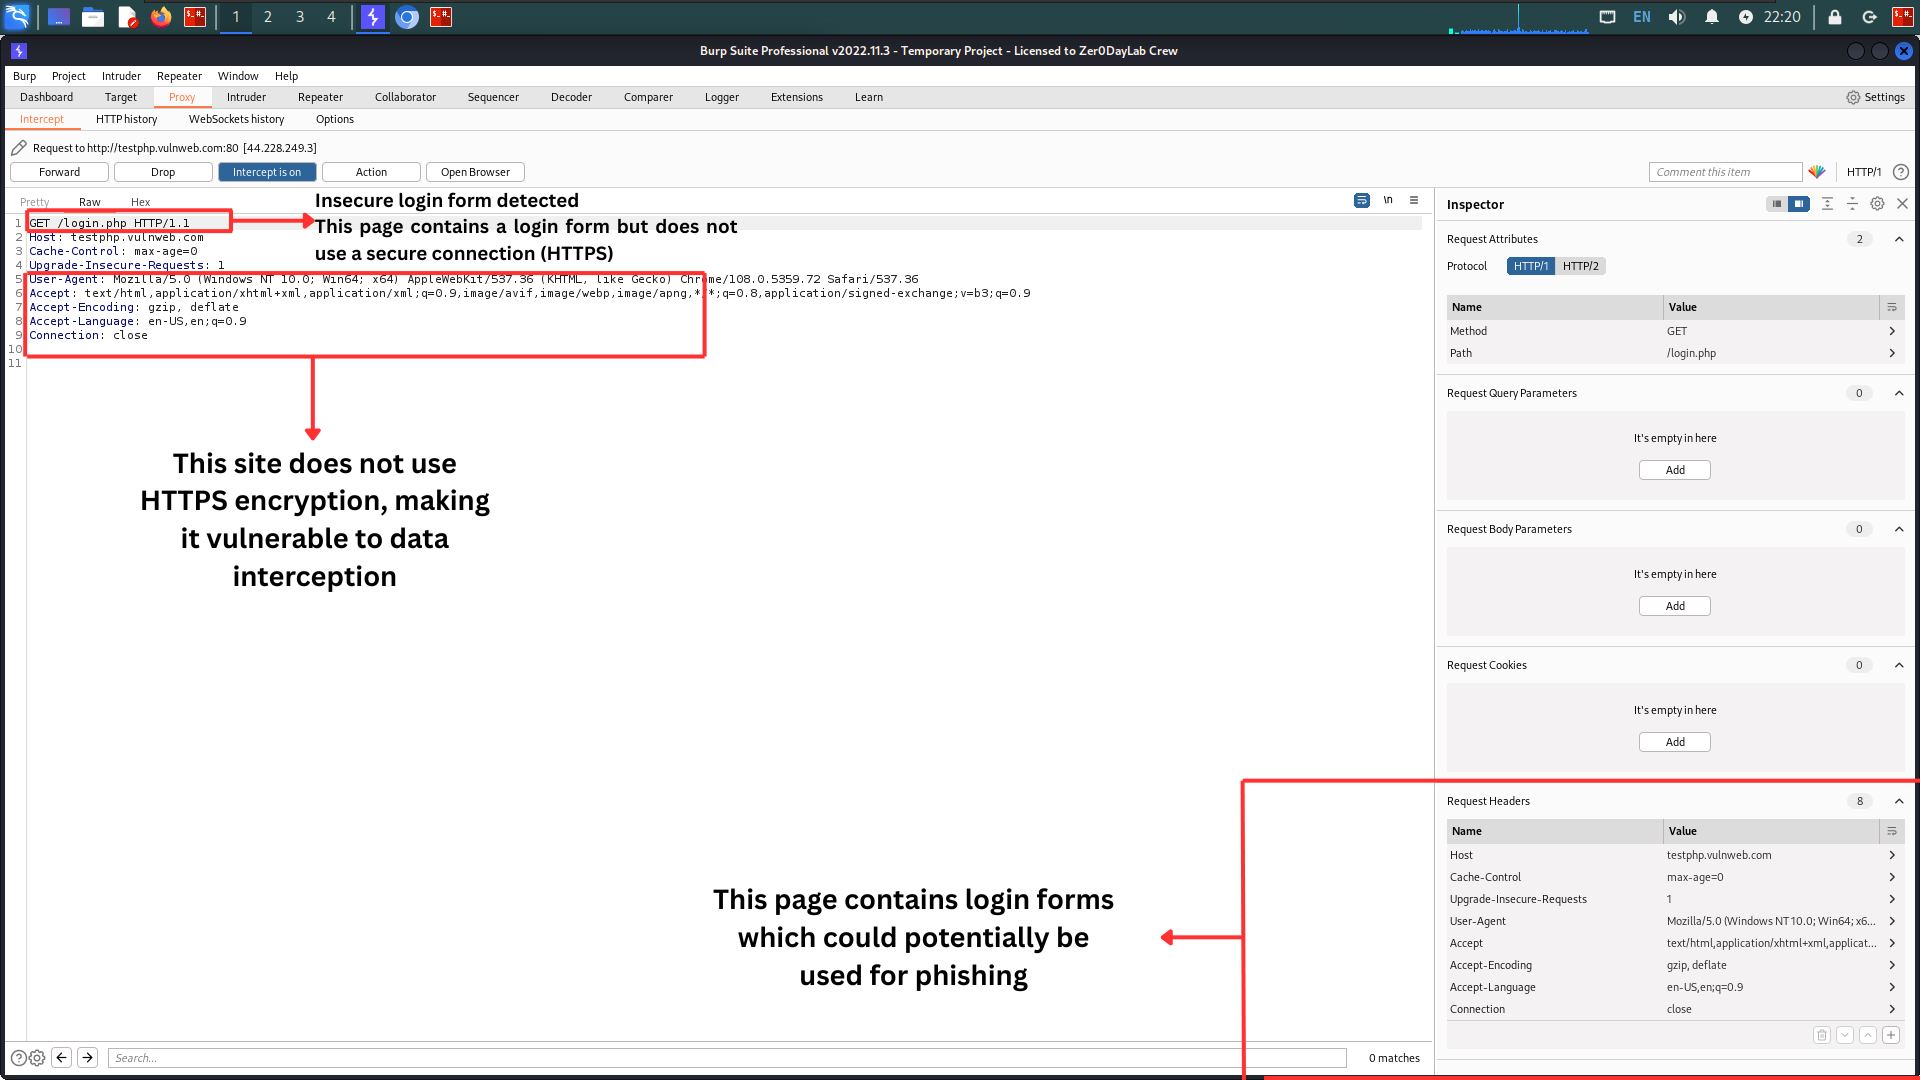 1 2 3 4 EN 22:20
Burp Suite Professional v2022.11.3 - Temporary Project - Licensed to Zer0DayLab Crew
Burp Project Intruder Repeater Window Help
Dashboard Target Proxy Intruder Repeater Collaborator Sequencer Decoder Comparer Logger Extensions Learn Settings
Intercept HTTP history WebSockets history Options
Request to http://testphp.vulnweb.com:80 [44.228.249.3]
Forward Drop Intercept is on Action Open Browser Comment this item HTTP/1
Pretty Raw Hex \n
Insecure login form detected
This page contains a login form but does not
use a secure connection (HTTPS)
1 GET /login.php HTTP/1.1
2 Host: testphp.vulnweb.com
3 Cache-Control: max-age=0
4 Upgrade-Insecure-Requests: 1
5 User-Agent: Mozilla/5.0 (Windows NT 10.0; Win64; x64) AppleWebKit/537.36 (KHTML, like Gecko) Chrome/108.0.5359.72 Safari/537.36
6 Accept: text/html,application/xhtml+xml,application/xml;q=0.9,image/avif,image/webp,image/apng,*/*;q=0.8,application/signed-exchange;v=b3;q=0.9
7 Accept-Encoding: gzip, deflate
8 Accept-Language: en-US,en;q=0.9
9 Connection: close
10
11
This site does not use
HTTPS encryption, making
it vulnerable to data
interception
This page contains login forms
which could potentially be
used for phishing
Search...
0 matches
Inspector
Request Attributes 2
Protocol HTTP/1 HTTP/2
Name Value
Method GET
Path /login.php
Request Query Parameters 0
It's empty in here
Add
Request Body Parameters 0
It's empty in here
Add
Request Cookies 0
It's empty in here
Add
Request Headers 8
Name Value
Host testphp.vulnweb.com
Cache-Control max-age=0
Upgrade-Insecure-Requests 1
User-Agent Mozilla/5.0 (Windows NT 10.0; Win64; x6...
Accept text/html,application/xhtml+xml,applicat...
Accept-Encoding gzip, deflate
Accept-Language en-US,en;q=0.9
Connection close